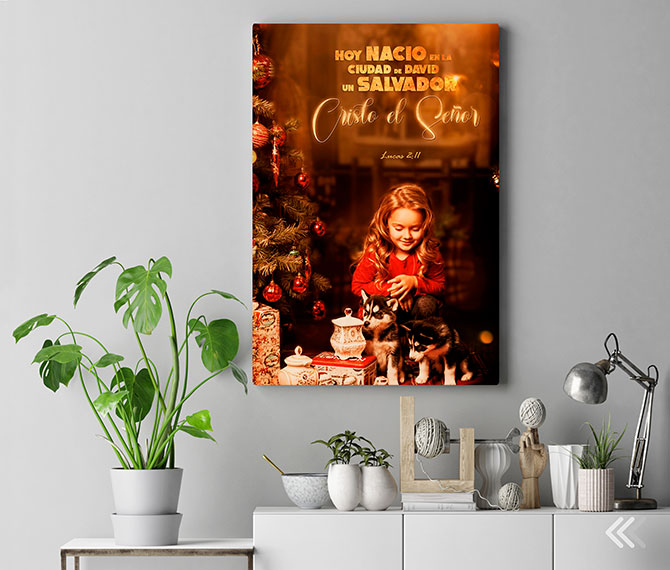 HOY NACIO EN LA
CIUDAD DE DAVID
UN SALVADOR
Cristo el Señor
Lucas 2:11